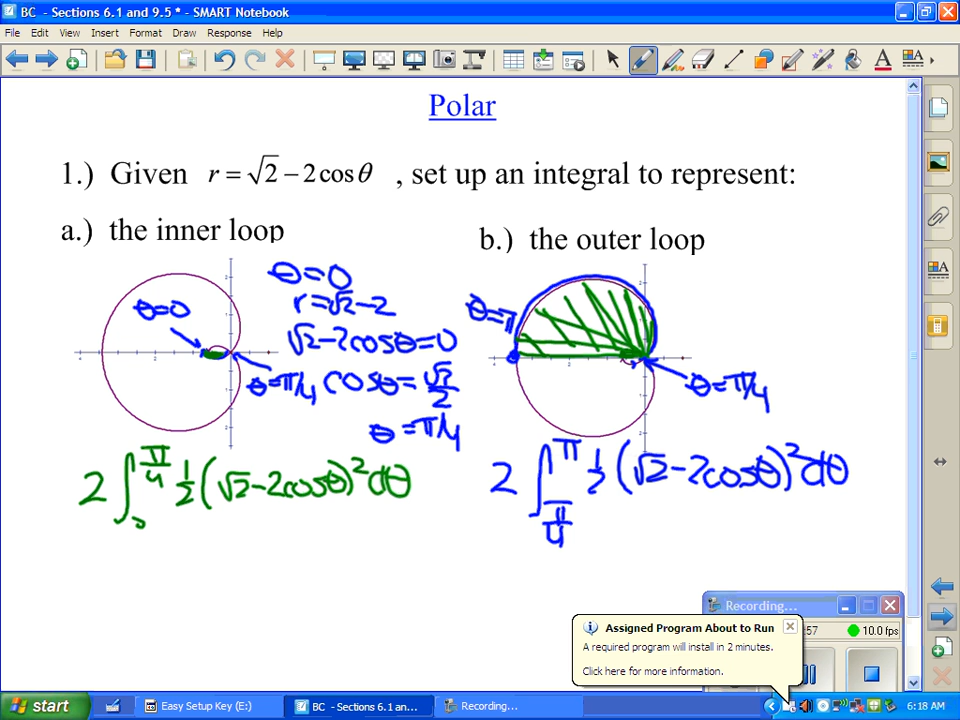 BC - Sections 6.1 and 9.5 * - SMART Notebook
File Edit View Insert Format Draw Response Help
Polar
1.) Given r = √2 − 2cosθ , set up an integral to represent:
a.) the inner loop
b.) the outer loop
θ=0
θ=0
r=√2-2
√2-2cosθ=0
θ=π/4
cosθ=√2/2
θ=π/4
2∫₀^(π/4) 1/2(√2-2cosθ)²dθ
θ=π
θ=π/4
2∫_(π/4)^π 1/2(√2-2cosθ)²dθ
Recording...
Assigned Program About to Run
:57 10.0 fps
A required program will install in 2 minutes.
Click here for more information.
start Easy Setup Key (E:) BC - Sections 6.1 an... Recording... 6:18 AM